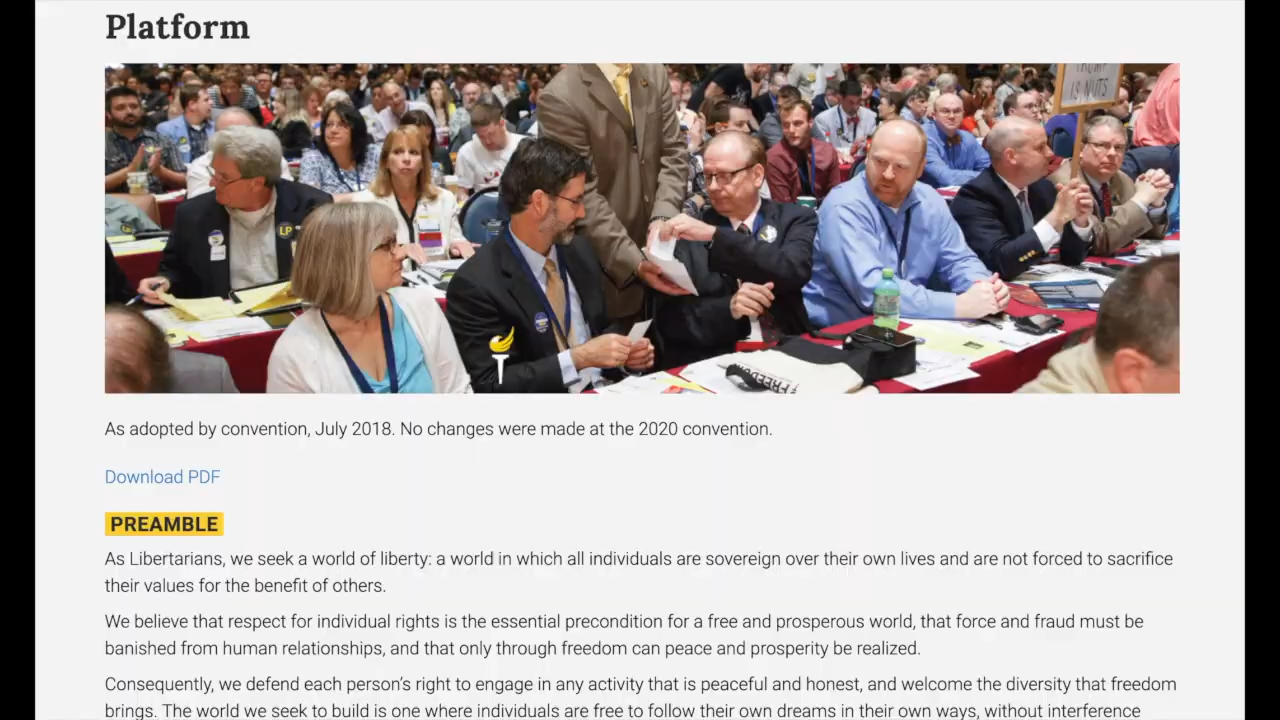 Platform
TRUMP
IS NUTS
LP
FREEDOM
As adopted by convention, July 2018. No changes were made at the 2020 convention.
Download PDF
PREAMBLE
As Libertarians, we seek a world of liberty: a world in which all individuals are sovereign over their own lives and are not forced to sacrifice
their values for the benefit of others.
We believe that respect for individual rights is the essential precondition for a free and prosperous world, that force and fraud must be
banished from human relationships, and that only through freedom can peace and prosperity be realized.
Consequently, we defend each person’s right to engage in any activity that is peaceful and honest, and welcome the diversity that freedom
brings. The world we seek to build is one where individuals are free to follow their own dreams in their own ways, without interference